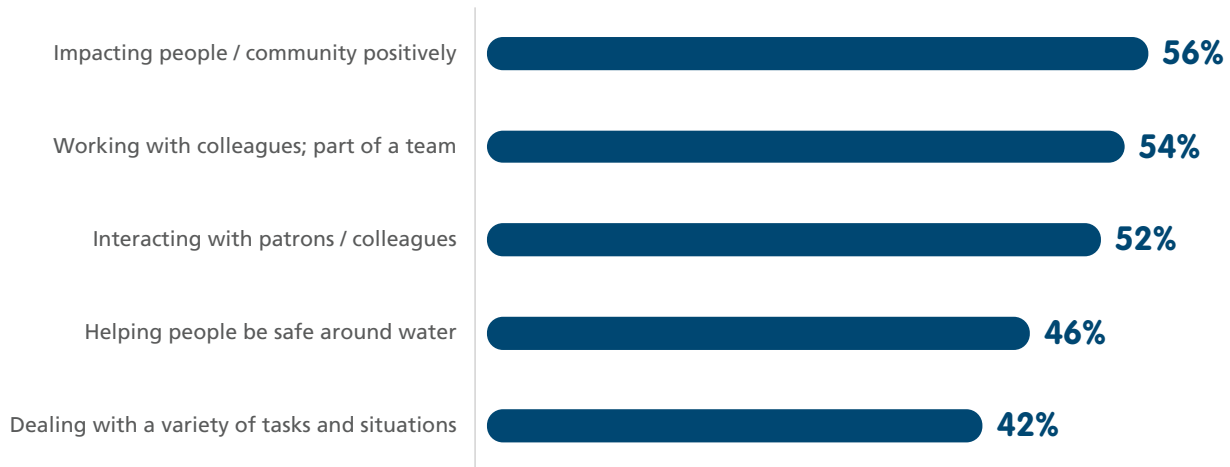 Impacting people / community positively 56%
Working with colleagues; part of a team 54%
Interacting with patrons / colleagues 52%
Helping people be safe around water 46%
Dealing with a variety of tasks and situations 42%